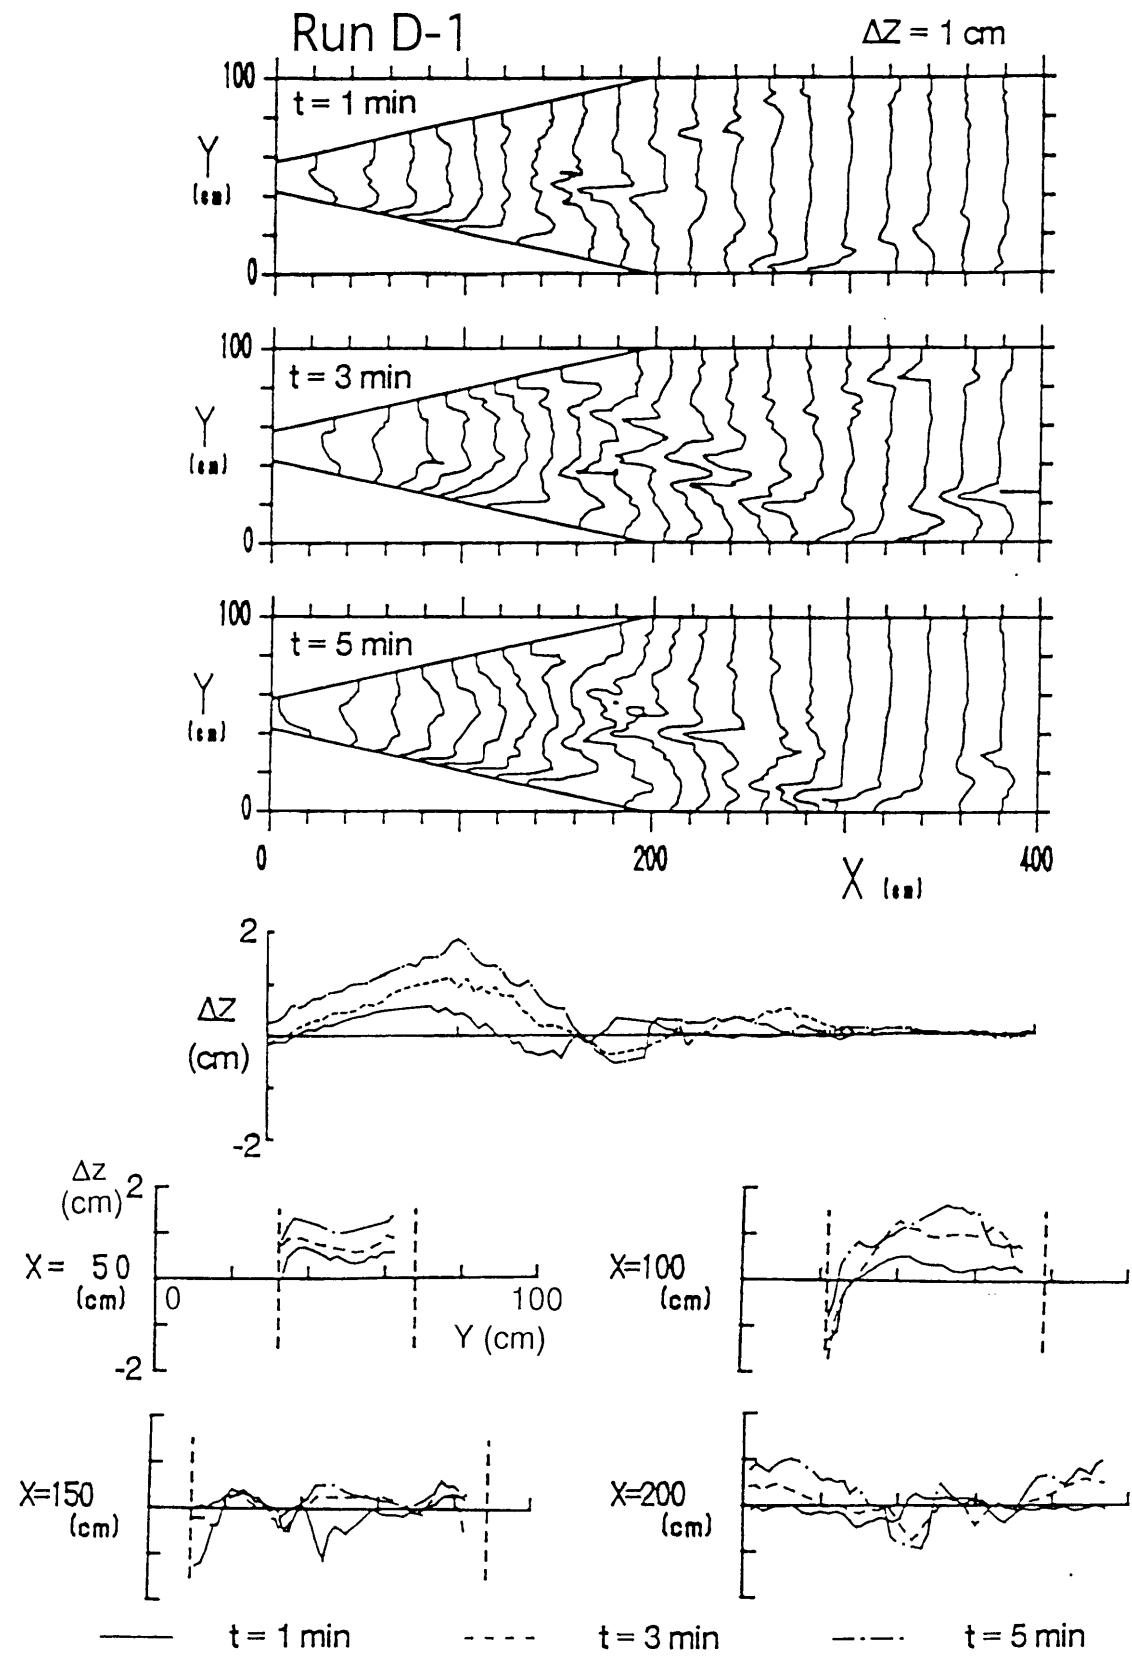 Run D-1
ΔZ = 1 cm
100
t = 1 min
Y
(cm)
0
100
t = 3 min
Y
(cm)
0
100
t = 5 min
Y
(cm)
0
0
200
400
X (cm)
2
ΔZ
(cm)
-2
ΔZ
(cm)
2
X= 50
(cm)
0
100
Y (cm)
-2
X=100
(cm)
X=150
(cm)
X=200
(cm)
t = 1 min
t = 3 min
t = 5 min